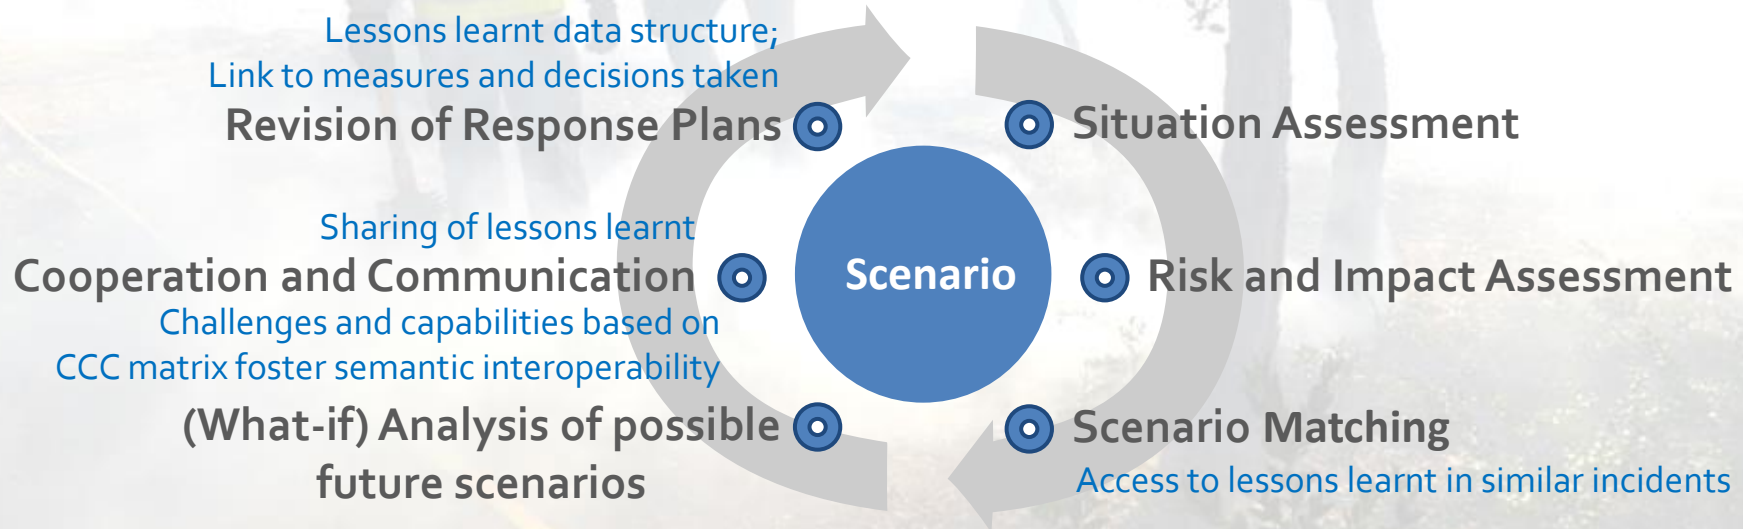 Lessons learnt data structure;
Link to measures and decisions taken
Revision of Response Plans
Situation Assessment
Sharing of lessons learnt
Cooperation and Communication
Scenario
Risk and Impact Assessment
Challenges and capabilities based on
CCC matrix foster semantic interoperability
(What-if) Analysis of possible
future scenarios
Scenario Matching
Access to lessons learnt in similar incidents